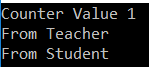 Counter Value 1
From Teacher
From Student